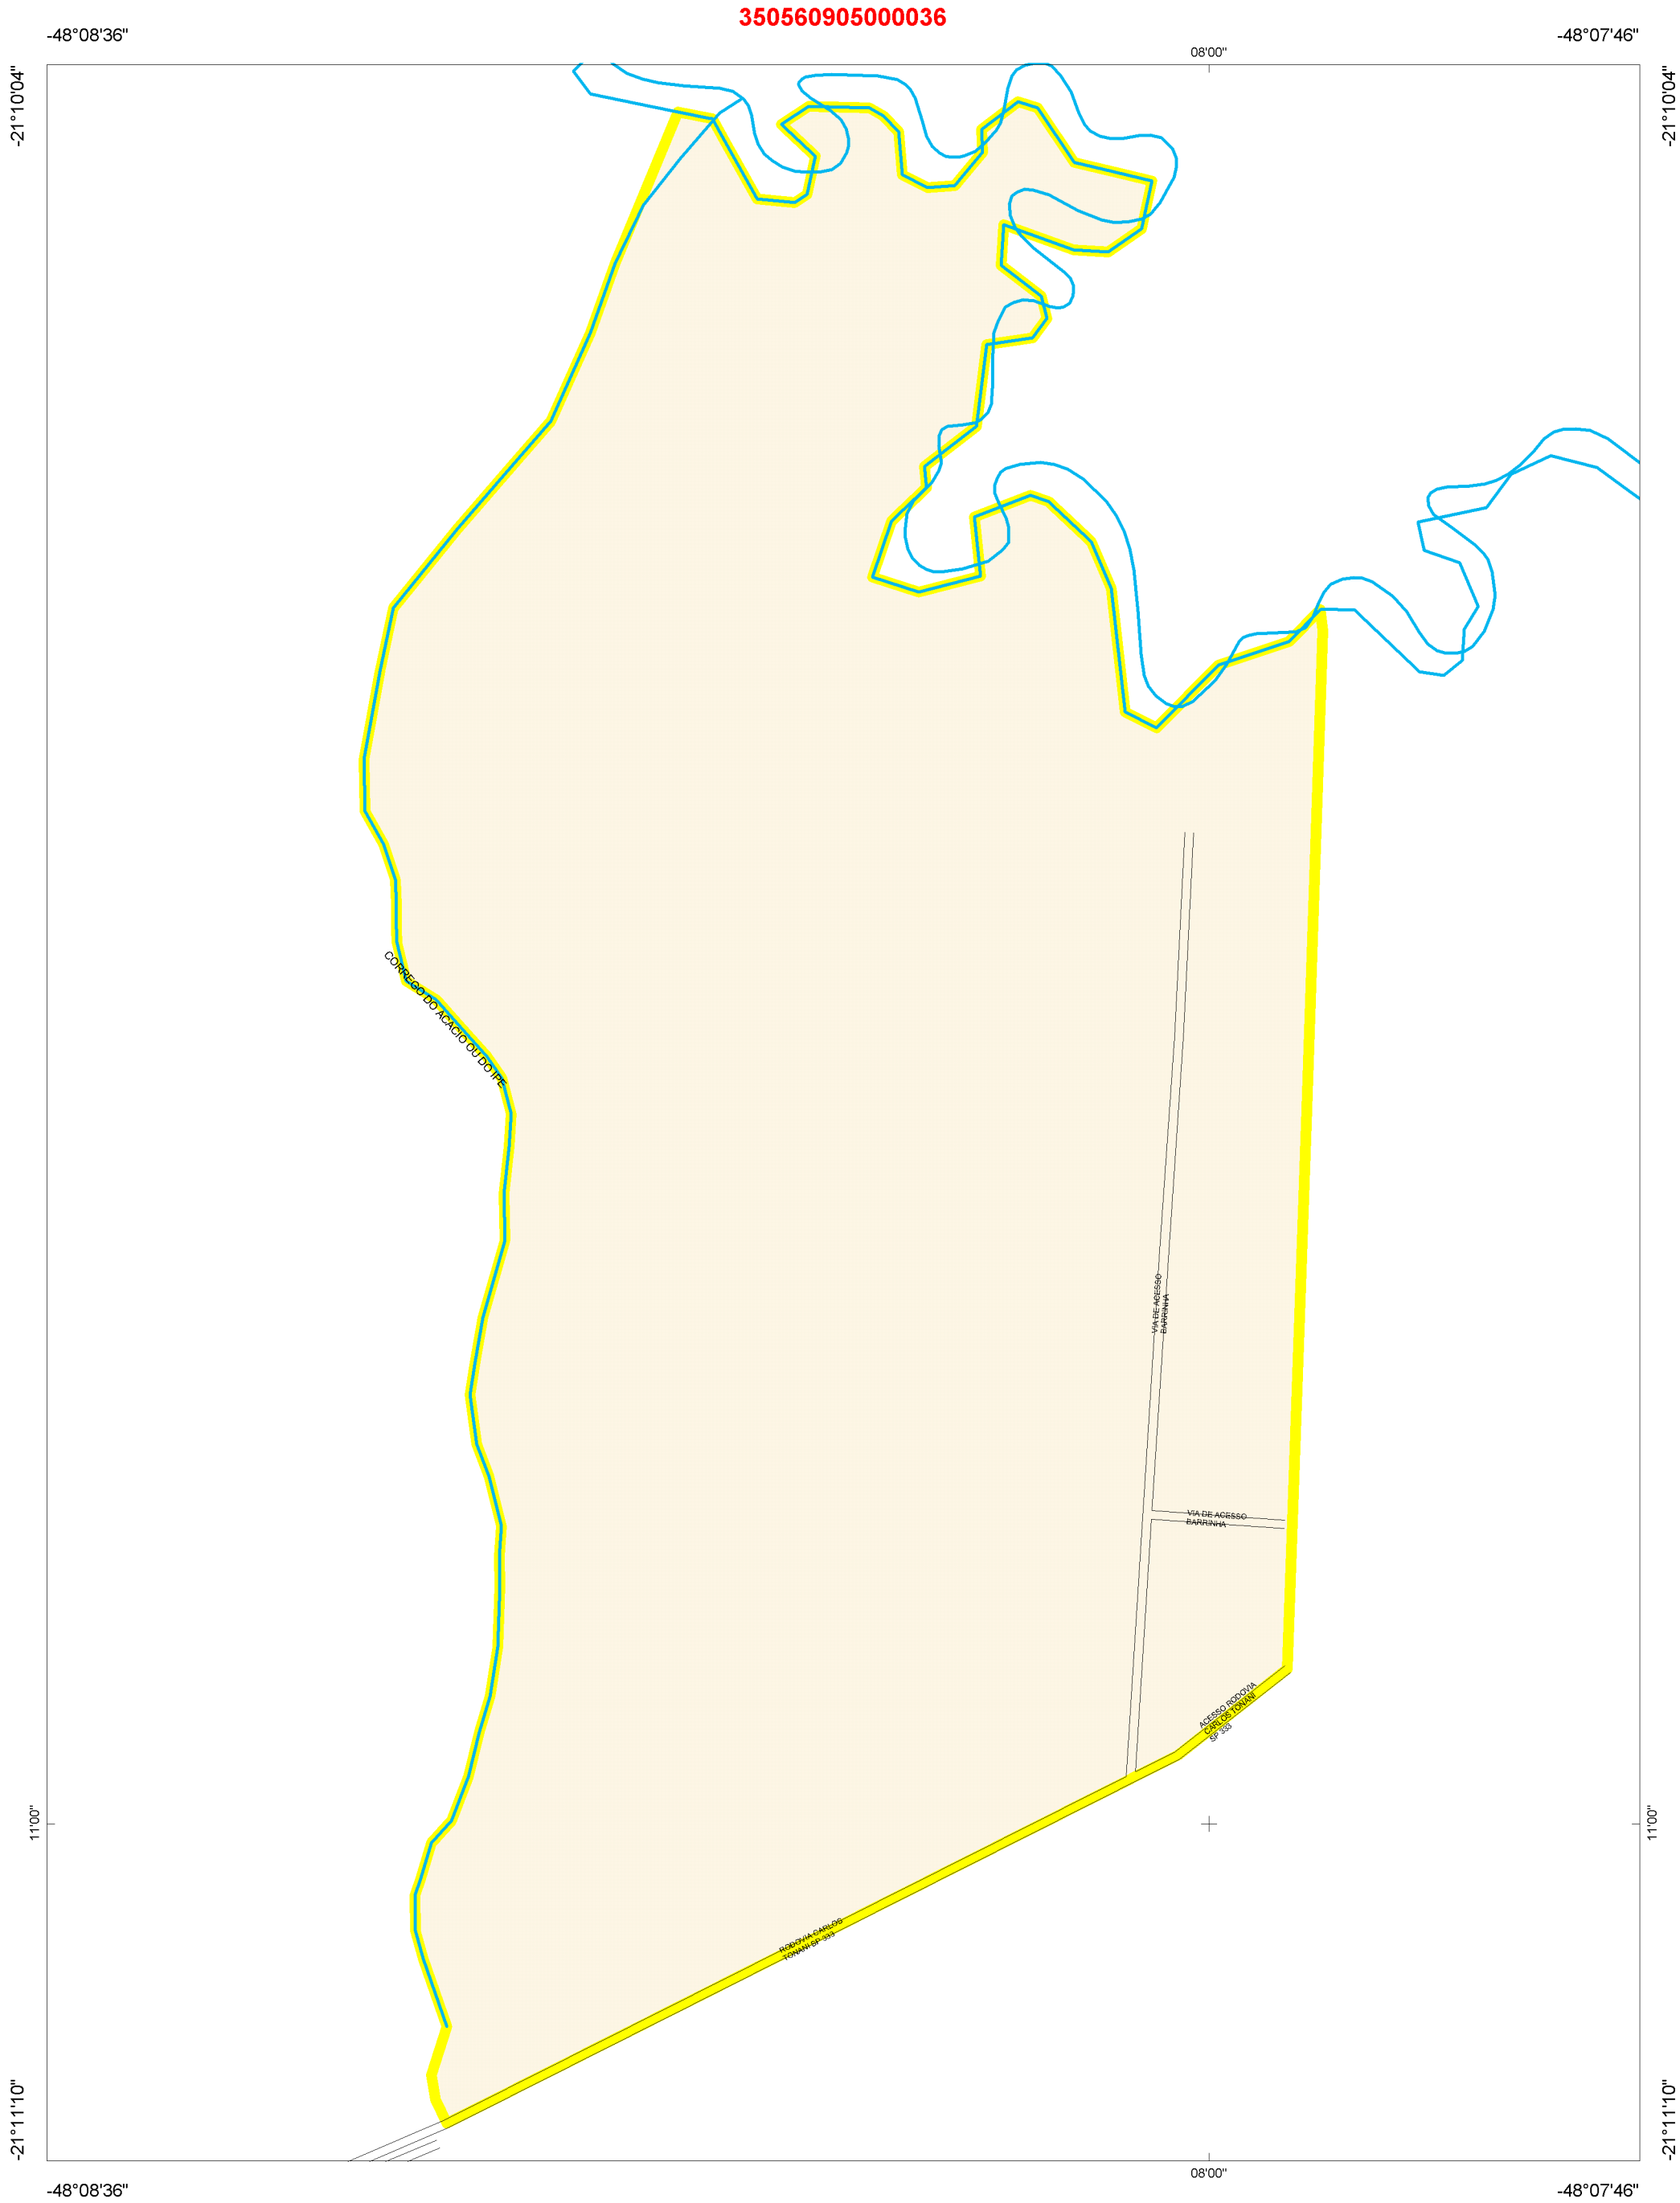 350560905000036
-48°08'36"
-48°07'46"
08'00"
-21°10'04"
-21°10'04"
CORREGO DO ACACIO OU DO IPE
VIA DE ACESSO
BARRINHA
VIA DE ACESSO
BARRINHA
ACESSO RODOVIA
CARLOS TONANI
SP 333
11'00"
11'00"
RODOVIA CARLOS
TONANI SP 333
-21°11'10"
-21°11'10"
08'00"
-48°08'36"
-48°07'46"